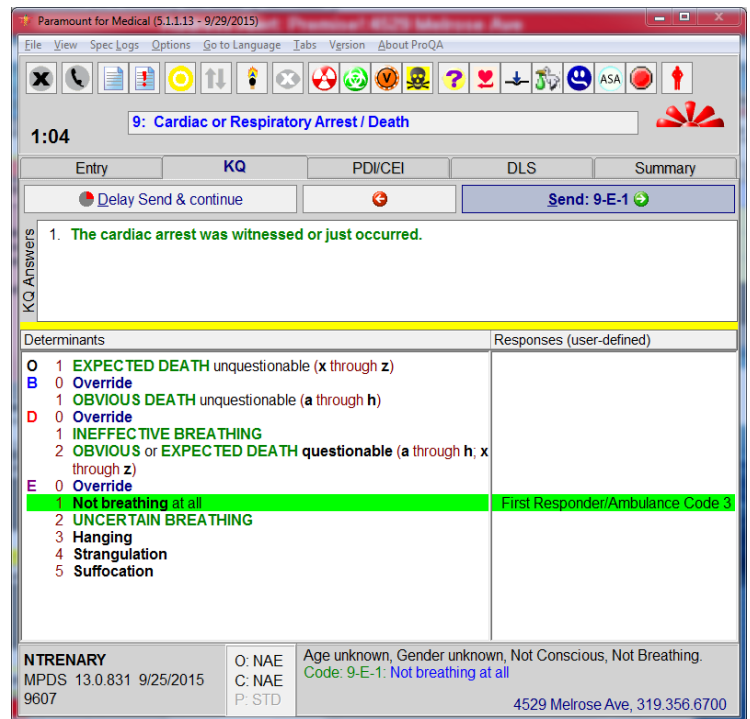 Paramount for Medical (5.1.1.13 - 9/29/2015)
File View Spec Logs Options Go to Language Tabs Version About ProQA
V ? ASA
9: Cardiac or Respiratory Arrest / Death
1:04
Entry KQ PDI/CEI DLS Summary
Delay Send & continue Send: 9-E-1
KQ Answers
1. The cardiac arrest was witnessed or just occurred.
Determinants Responses (user-defined)
O 1 EXPECTED DEATH unquestionable (x through z)
B 0 Override
1 OBVIOUS DEATH unquestionable (a through h)
D 0 Override
1 INEFFECTIVE BREATHING
2 OBVIOUS or EXPECTED DEATH questionable (a through h; x
through z)
E 0 Override
1 Not breathing at all First Responder/Ambulance Code 3
2 UNCERTAIN BREATHING
3 Hanging
4 Strangulation
5 Suffocation
NTRENARY
MPDS 13.0.831 9/25/2015
9607
O: NAE
C: NAE
P: STD
Age unknown, Gender unknown, Not Conscious, Not Breathing.
Code: 9-E-1: Not breathing at all
4529 Melrose Ave, 319.356.6700